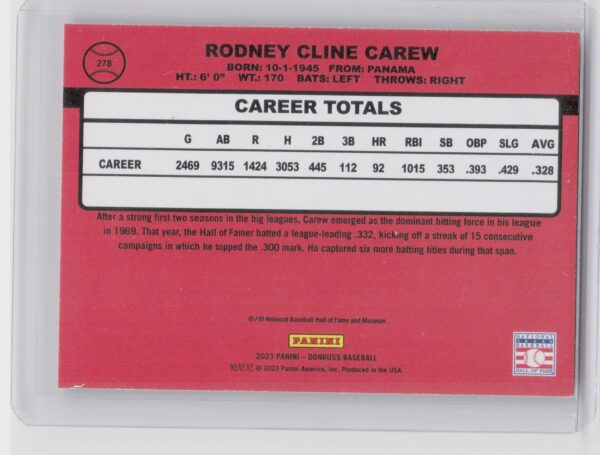 278
RODNEY CLINE CAREW
BORN: 10-1-1945 FROM: PANAMA
HT.: 6' 0" WT.: 170 BATS: LEFT THROWS: RIGHT
CAREER TOTALS
G AB R H 2B 3B HR RBI SB OBP SLG AVG
CAREER 2469 9315 1424 3053 445 112 92 1015 353 .393 .429 .328
After a strong first two seasons in the big leagues, Carew emerged as the dominant hitting force in his league
in 1969. That year, the Hall of Famer batted a league-leading .332, kicking off a streak of 15 consecutive
campaigns in which he topped the .300 mark. He captured six more batting titles during that span.
®/© National Baseball Hall of Fame and Museum
PANINI
2023 PANINI - DONRUSS BASEBALL
帕尼尼 © 2023 Panini America, Inc. Produced in the USA.
NATIONAL
BASEBALL
HALL OF FAME